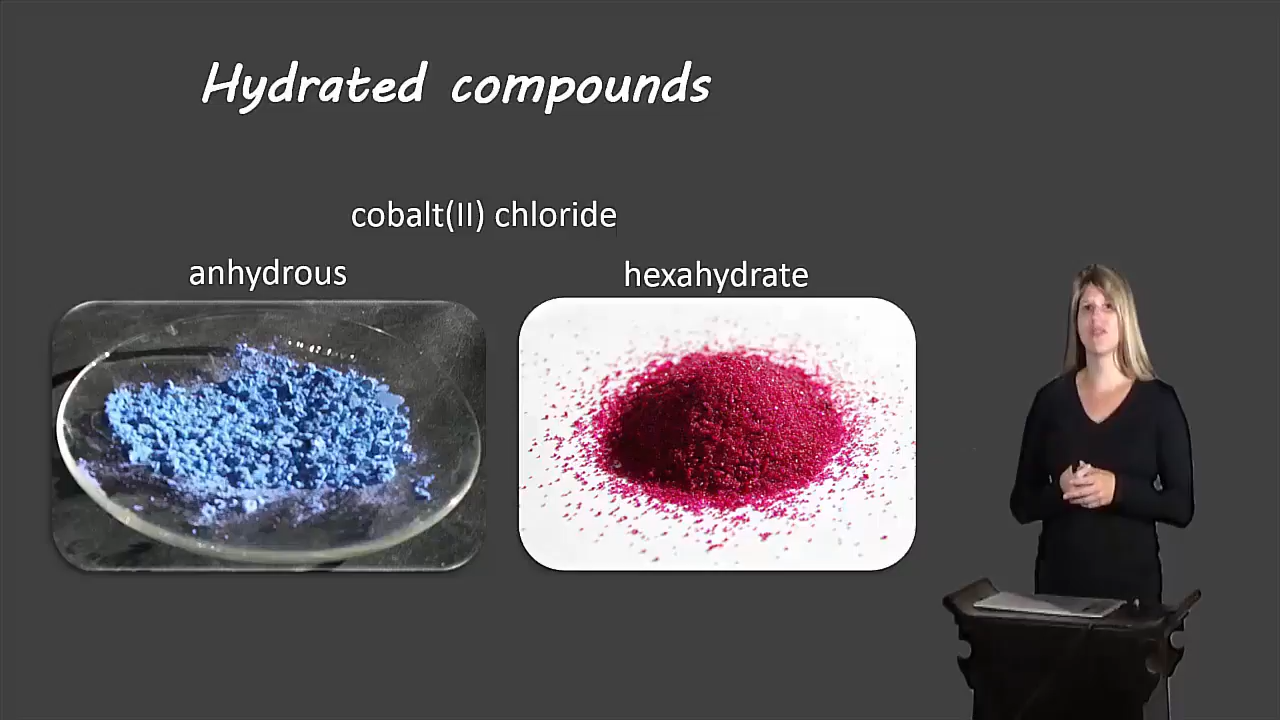 Hydrated compounds
cobalt(II) chloride
anhydrous
hexahydrate